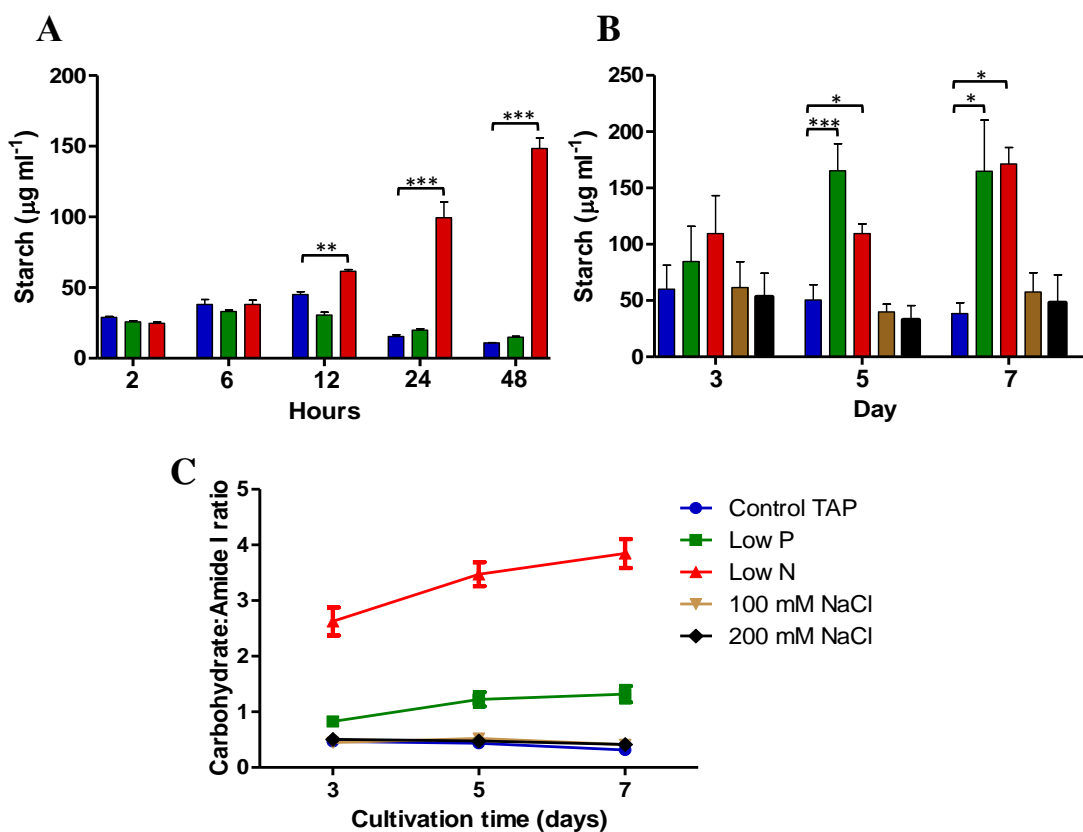 A
Starch (µg ml⁻¹)
200
150
100
50
0
**
***
***
2 6 12 24 48
Hours
B
Starch (µg ml⁻¹)
250
200
150
100
50
0
***
*
*
*
3 5 7
Day
C
Carbohydrate:Amide I ratio
5
4
3
2
1
0
3 5 7
Cultivation time (days)
Control TAP
Low P
Low N
100 mM NaCl
200 mM NaCl